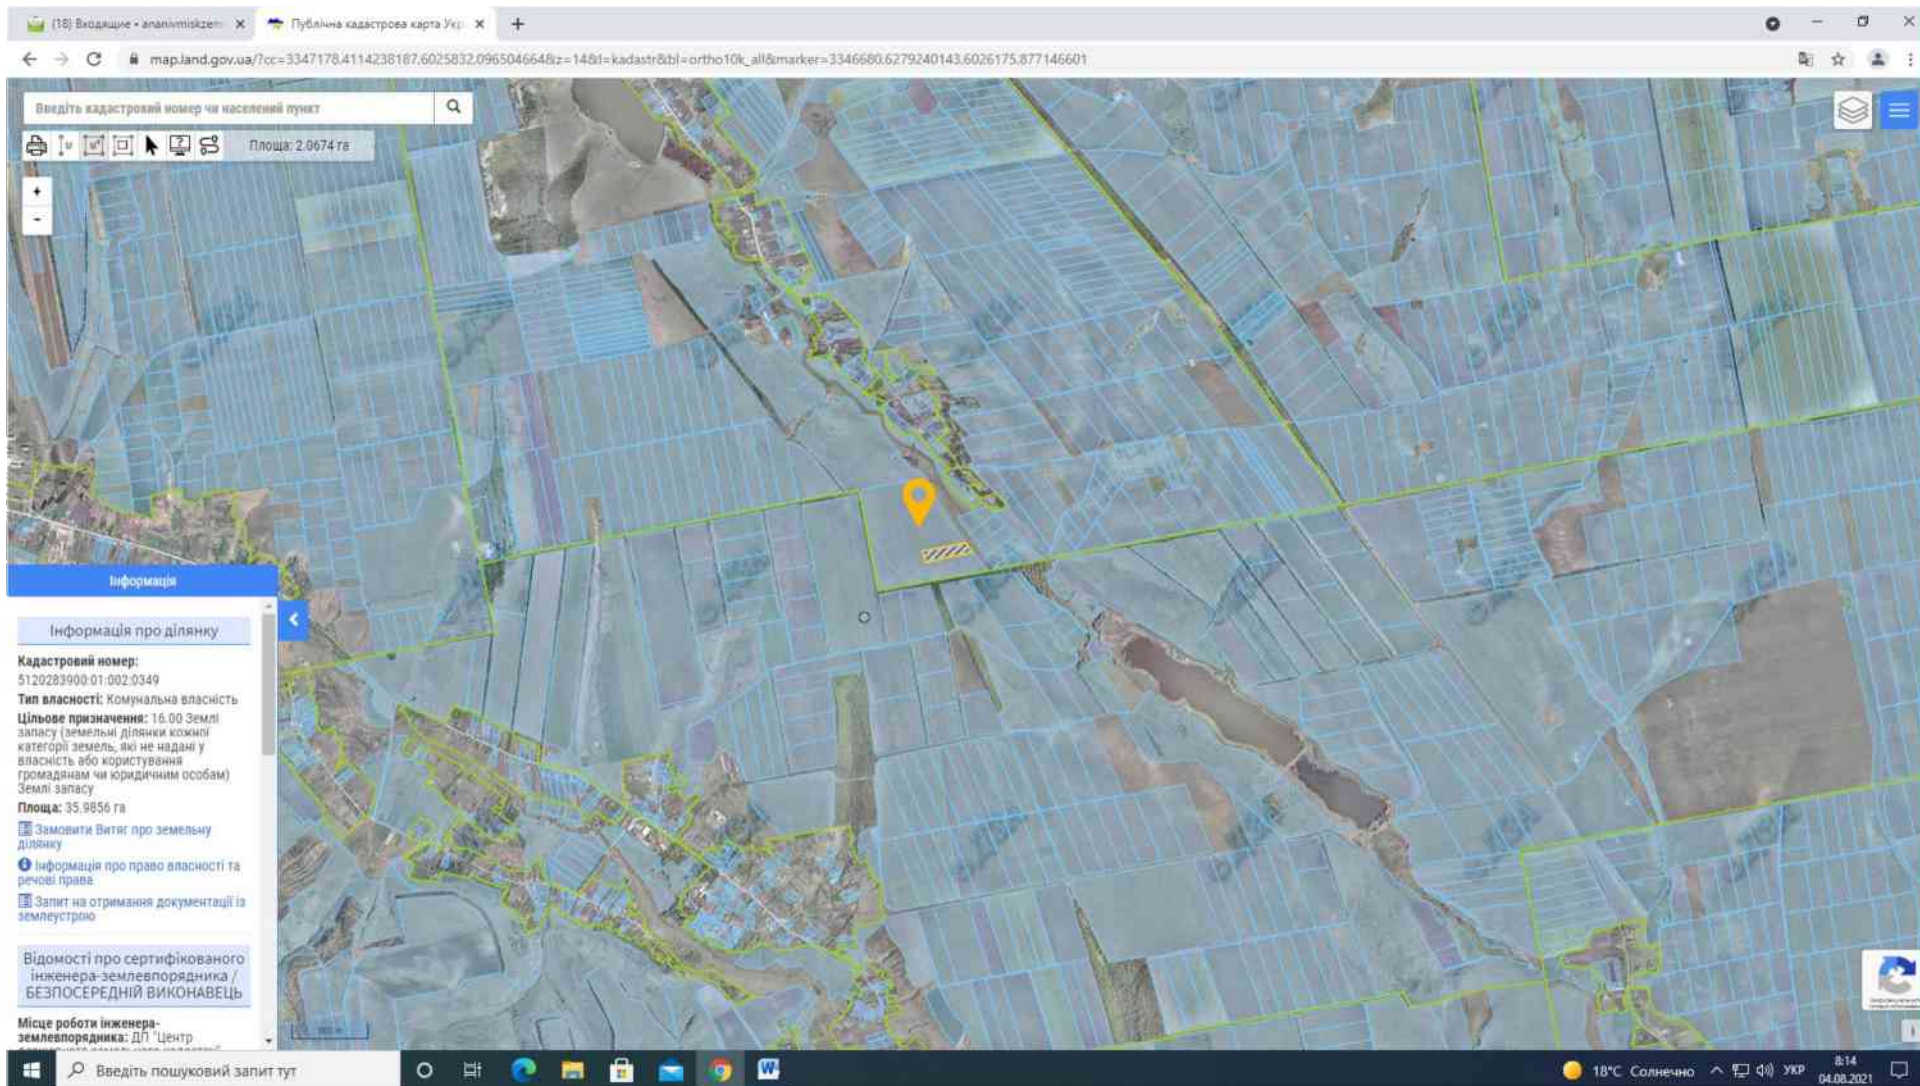 (18) Входящие • ananivmiskzem
Публічна кадастрова карта Укр
map.land.gov.ua/?cc=3347178.4114238187,6025832.096504664&z=14&l=kadastr&bl=ortho10k_all&marker=3346680.6279240143,6026175.877146601
Введіть кадастровий номер чи населений пункт
Площа: 2.0674 га
+
-
Інформація
Інформація про ділянку
Кадастровий номер:
5120283900:01:002:0349
Тип власності: Комунальна власність
Цільове призначення: 16.00 Землі
запасу (земельні ділянки кожної
категорії земель, які не надані у
власність або користування
громадянам чи юридичним особам)
Землі запасу
Площа: 35.9856 га
Замовити Витяг про земельну
ділянку
Інформація про право власності та
речові права
Запит на отримання документації із
землеустрою
Відомості про сертифікованого
інженера-землевпорядника /
БЕЗПОСЕРЕДНІЙ ВИКОНАВЕЦЬ
Місце роботи інженера-
землевпорядника: ДП "Центр
Введіть пошуковий запит тут
18°C Солнечно
УКР
8:14
04.08.2021